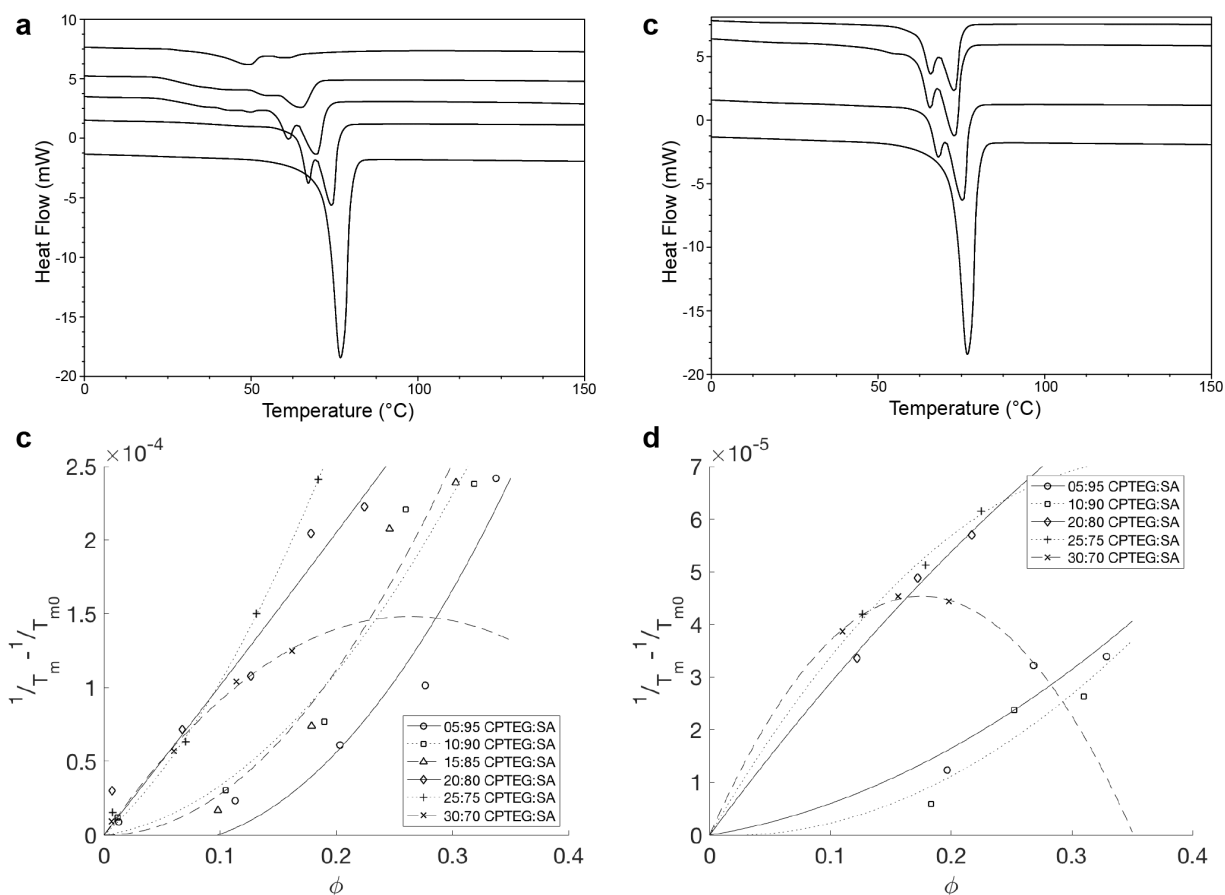 a
10
5
0
-5
-10
-15
-20
Heat Flow (mW)
0
50
100
150
Temperature (°C)
c
5
0
-5
-10
-15
-20
Heat Flow (mW)
0
50
100
150
Temperature (°C)
c
×10⁻⁴
2.5
2
1.5
1
0.5
0
¹/T_m - ¹/T_m0
0
0.1
0.2
0.3
0.4
ϕ
05:95 CPTEG:SA
10:90 CPTEG:SA
15:85 CPTEG:SA
20:80 CPTEG:SA
25:75 CPTEG:SA
30:70 CPTEG:SA
d
×10⁻⁵
7
6
5
4
3
2
1
0
¹/T_m - ¹/T_m0
0
0.1
0.2
0.3
0.4
ϕ
05:95 CPTEG:SA
10:90 CPTEG:SA
20:80 CPTEG:SA
25:75 CPTEG:SA
30:70 CPTEG:SA